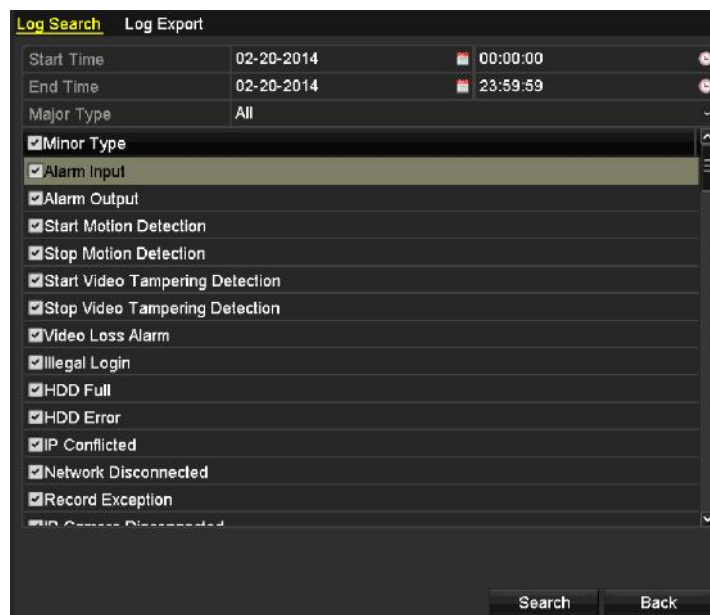 Log Search Log Export
Start Time 02-20-2014 00:00:00
End Time 02-20-2014 23:59:59
Major Type All
Minor Type
Alarm Input
Alarm Output
Start Motion Detection
Stop Motion Detection
Start Video Tampering Detection
Stop Video Tampering Detection
Video Loss Alarm
Illegal Login
HDD Full
HDD Error
IP Conflicted
Network Disconnected
Record Exception
IP Camera Disconnected
Search Back